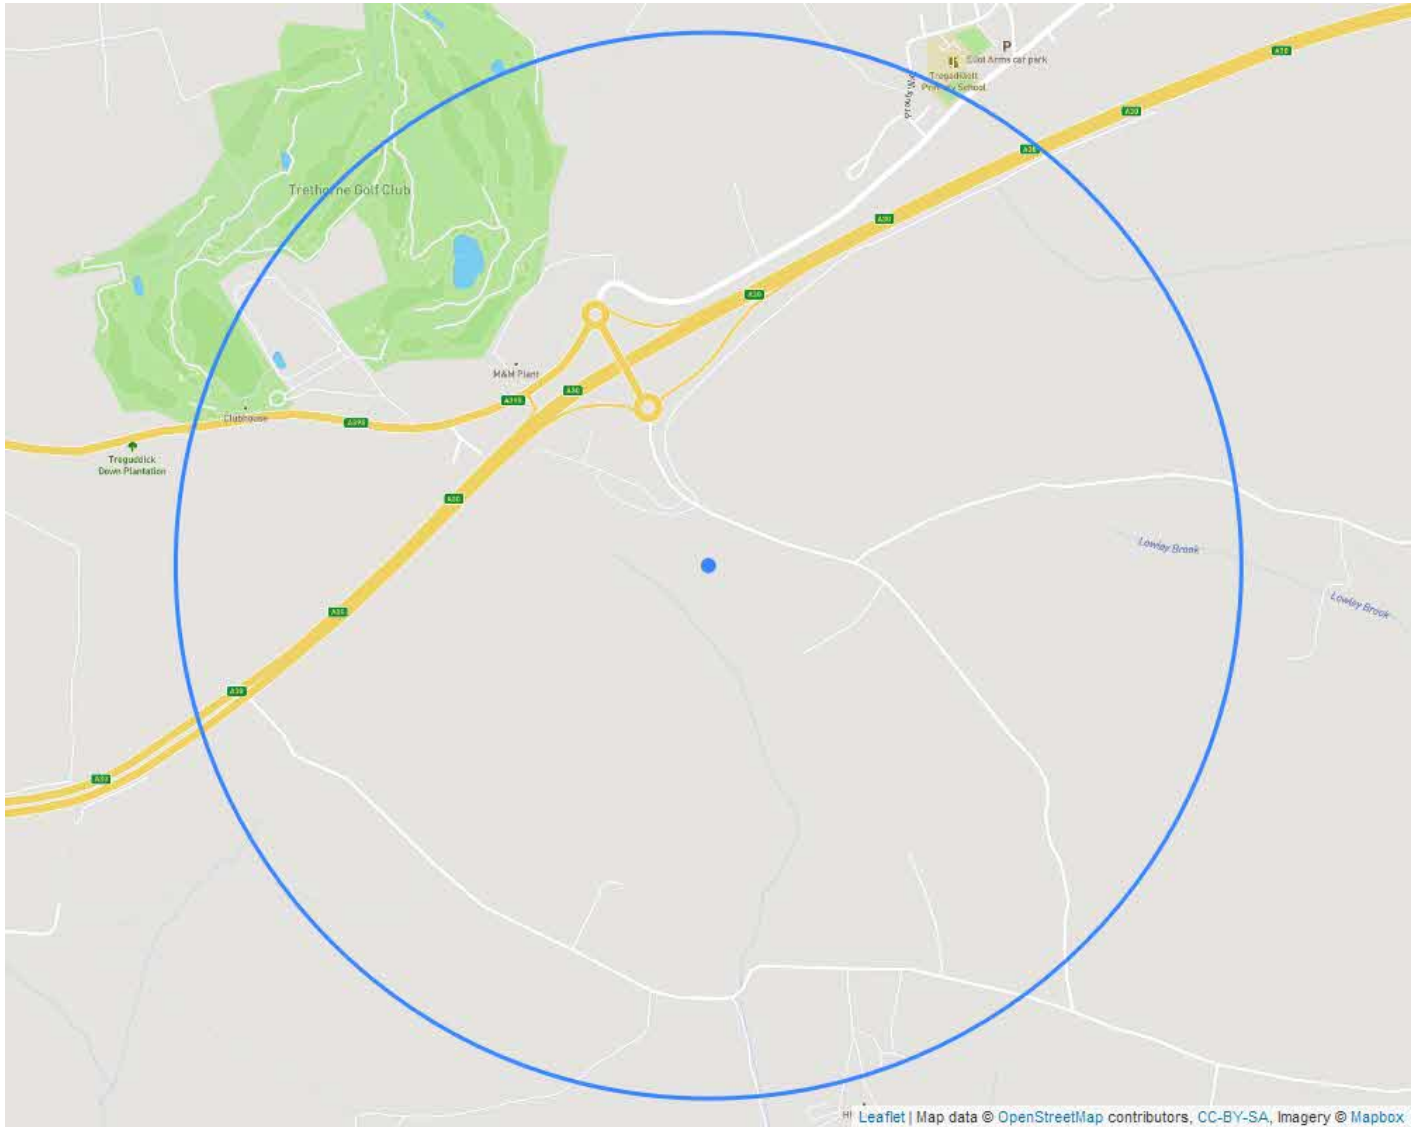 P
Eliot Arms car park
Tregadillett
Primary School
A30
A30
A30
Trethorne Golf Club
A30
A30
M&M Plant
A30
A395
Clubhouse
A395
Treguddick
Down Plantation
A30
Lowley Brook
Lowley Brook
A30
A30
A30
Leaflet | Map data © OpenStreetMap contributors, CC-BY-SA, Imagery © Mapbox